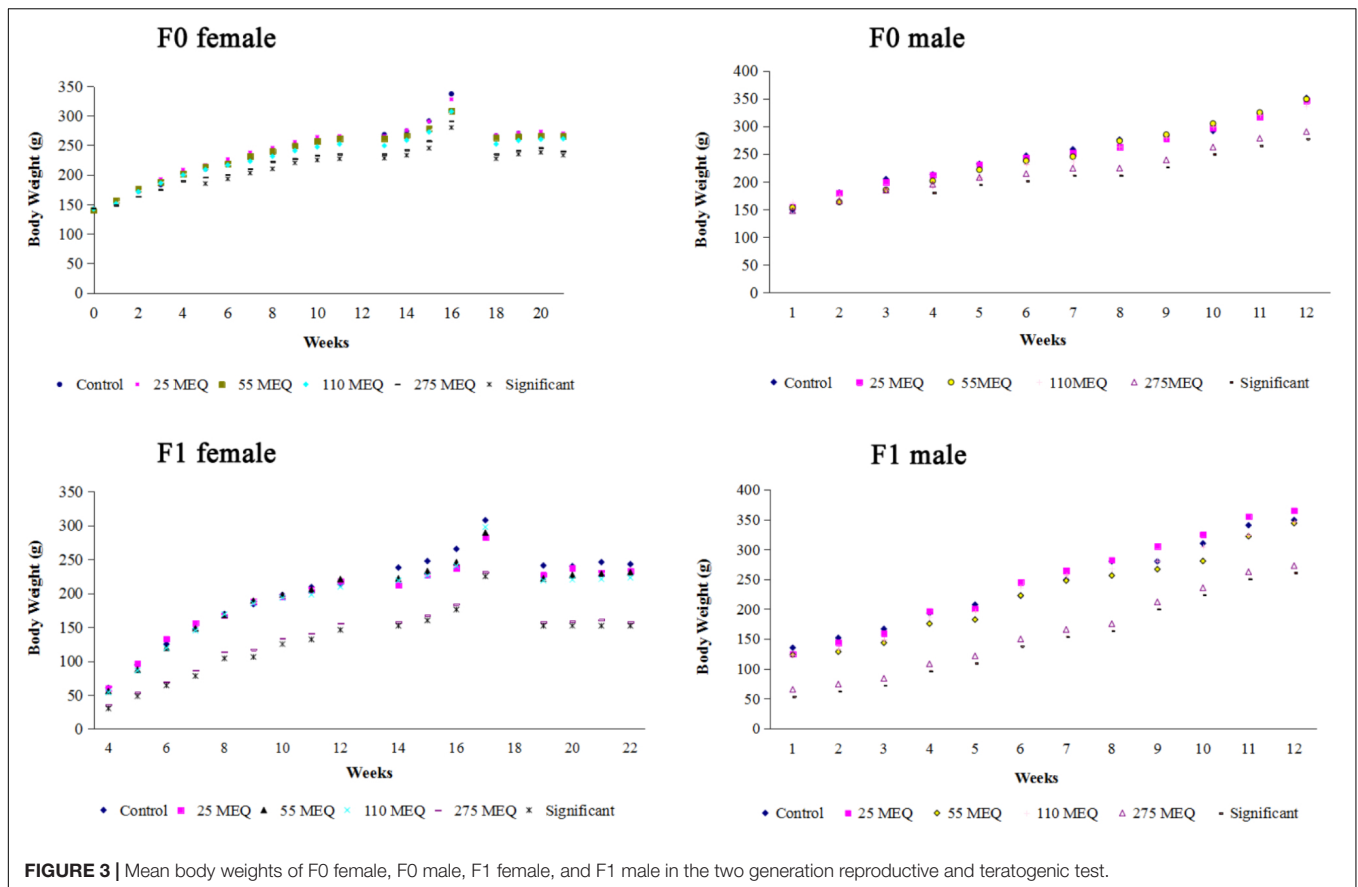 F0 female
Body Weight (g)
350
300
250
200
150
100
50
0
0 2 4 6 8 10 12 14 16 18 20
Weeks
Control 25 MEQ 55 MEQ 110 MEQ 275 MEQ Significant
F0 male
Body Weight (g)
400
350
300
250
200
150
100
50
0
1 2 3 4 5 6 7 8 9 10 11 12
Weeks
Control 25 MEQ 55MEQ 110MEQ 275MEQ Significant
F1 female
Body Weight (g)
350
300
250
200
150
100
50
0
4 6 8 10 12 14 16 18 20 22
Weeks
Control 25 MEQ 55 MEQ 110 MEQ 275 MEQ Significant
F1 male
Body Weight (g)
400
350
300
250
200
150
100
50
0
1 2 3 4 5 6 7 8 9 10 11 12
Weeks
Control 25 MEQ 55 MEQ 110 MEQ 275 MEQ Significant
FIGURE 3 | Mean body weights of F0 female, F0 male, F1 female, and F1 male in the two generation reproductive and teratogenic test.